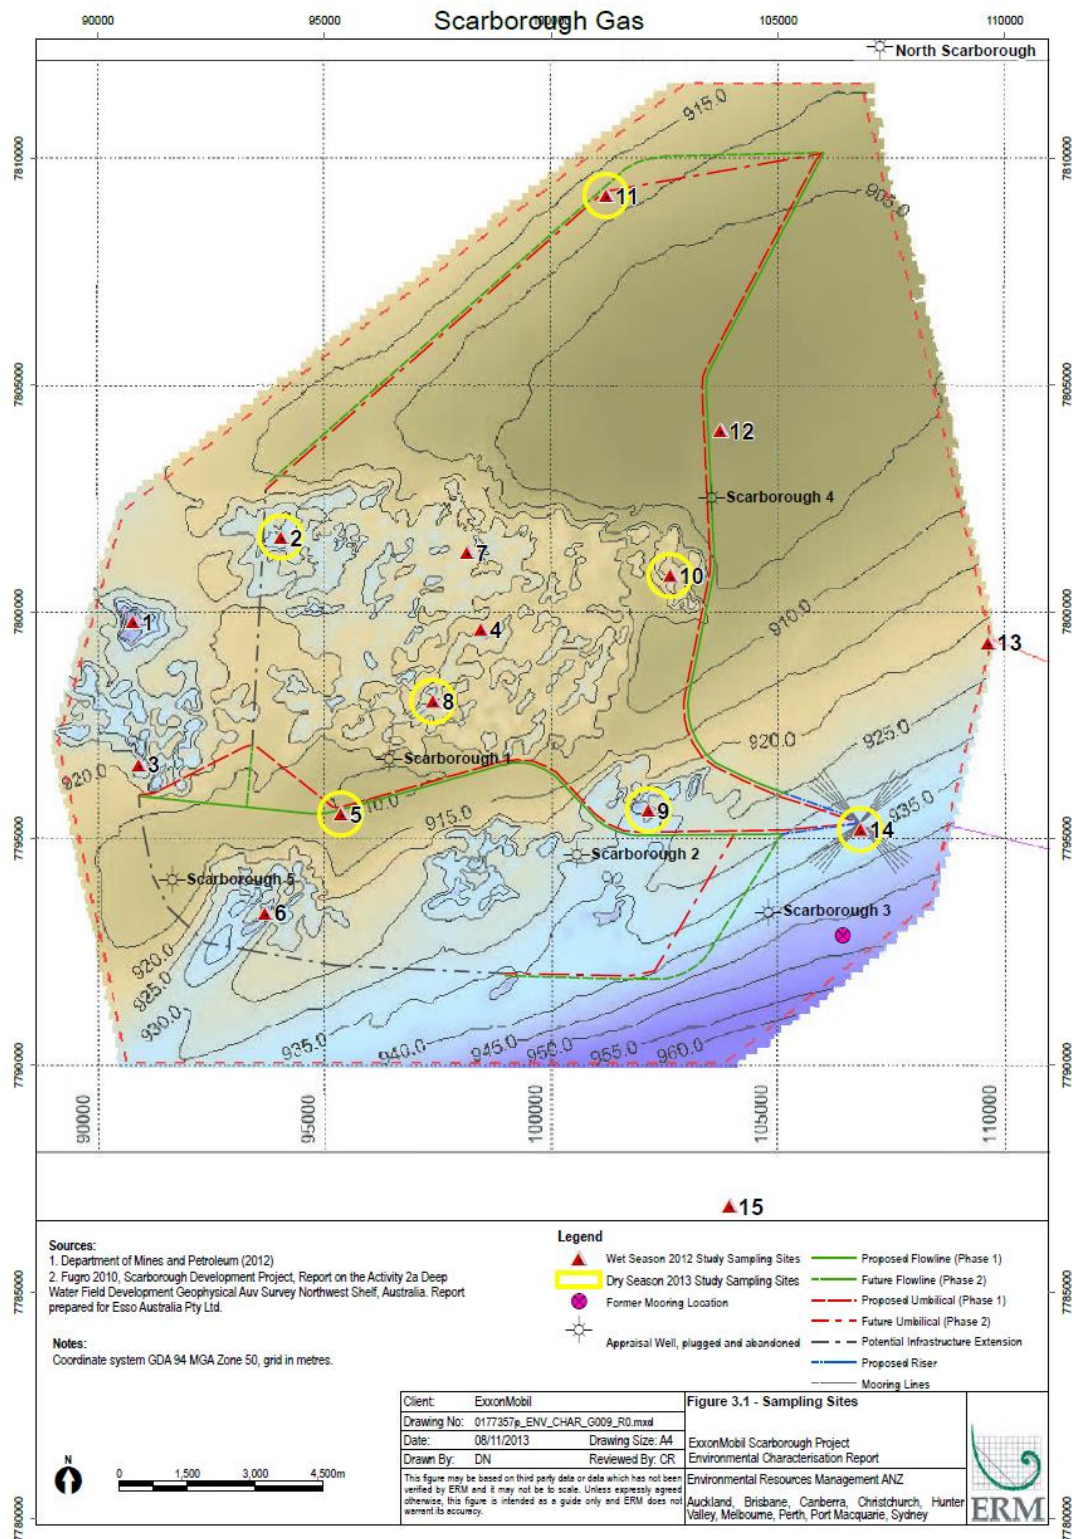 Scarborough Gas
90000 95000 100000 105000 110000
North Scarborough
915.0
7810000 7810000
11
905.0
7805000 7805000
12
Scarborough 4
2
7
10
7800000 7800000
1
4
910.0
13
8
3
920.0
920.0
925.0
Scarborough 1
910.0
915.0
935.0
5
9
14
7795000 7795000
Scarborough 2
Scarborough 5
Scarborough 3
6
920.0
925.0
930.0
935.0
940.0
945.0
950.0
955.0
960.0
7790000 7790000
90000 95000 100000 105000 110000
15
Sources:
1. Department of Mines and Petroleum (2012)
2. Fugro 2010, Scarborough Development Project, Report on the Activity 2a Deep
Water Field Development Geophysical Auv Survey Northwest Shelf, Australia. Report
prepared for Esso Australia Pty Ltd.
Notes:
Coordinate system GDA 94 MGA Zone 50, grid in metres.
Legend
Wet Season 2012 Study Sampling Sites
Dry Season 2013 Study Sampling Sites
Former Mooring Location
Appraisal Well, plugged and abandoned
Proposed Flowline (Phase 1)
Future Flowline (Phase 2)
Proposed Umbilical (Phase 1)
Future Umbilical (Phase 2)
Potential Infrastructure Extension
Proposed Riser
Mooring Lines
7785000 7785000
N
0 1,500 3,000 4,500m
Client: ExxonMobil
Drawing No: 0177357p_ENV_CHAR_G009_R0.mxd
Date: 08/11/2013 Drawing Size: A4
Drawn By: DN Reviewed By: CR
This figure may be based on third party data or data which has not been
verified by ERM and it may not be to scale. Unless expressly agreed
otherwise, this figure is intended as a guide only and ERM does not
warrant its accuracy.
Figure 3.1 - Sampling Sites
ExxonMobil Scarborough Project
Environmental Characterisation Report
Environmental Resources Management ANZ
Auckland, Brisbane, Canberra, Christchurch, Hunter
Valley, Melbourne, Perth, Port Macquarie, Sydney
ERM
7780000 7780000